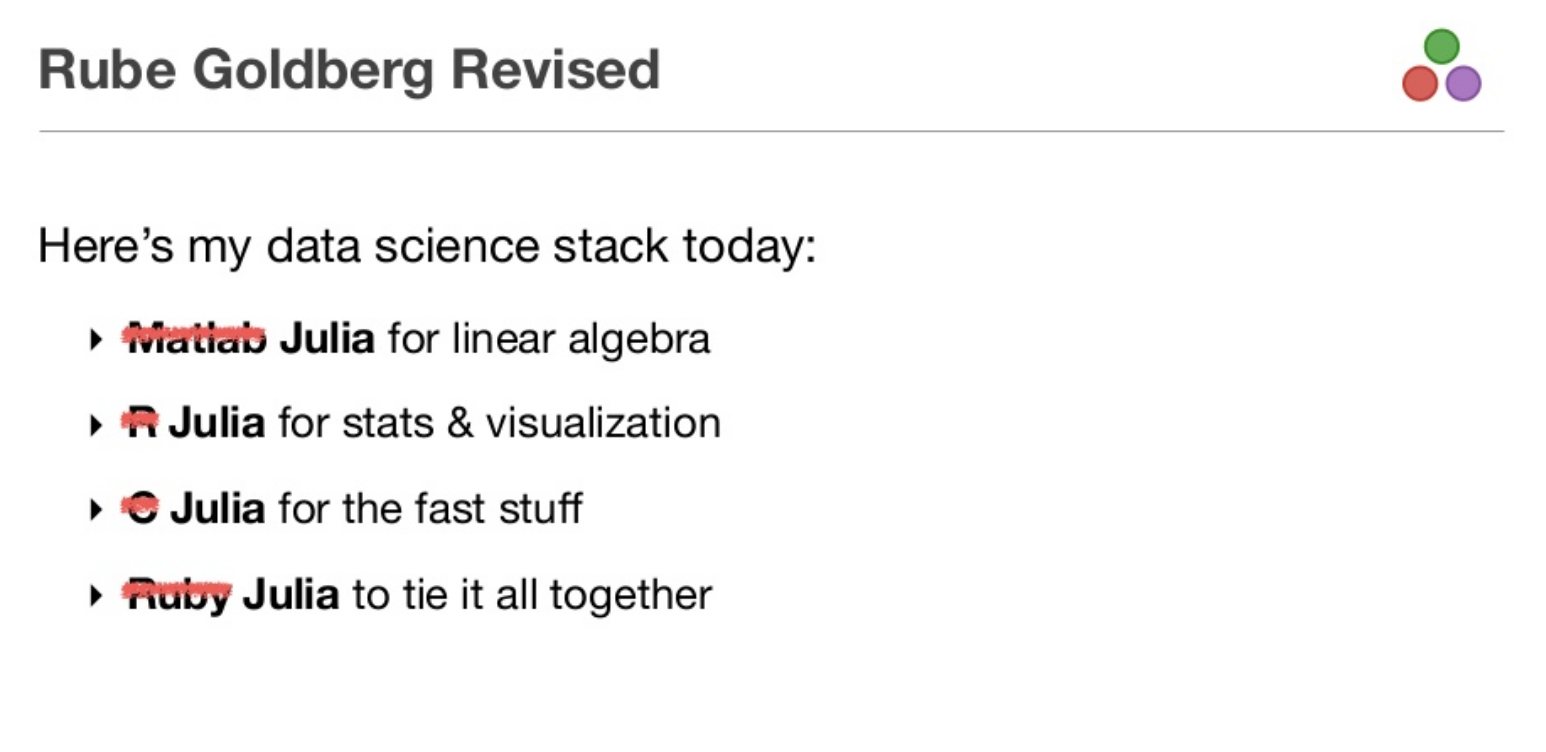 Rube Goldberg Revised
Here’s my data science stack today:
‣ Matlab Julia for linear algebra
‣ R Julia for stats & visualization
‣ C Julia for the fast stuff
‣ Ruby Julia to tie it all together